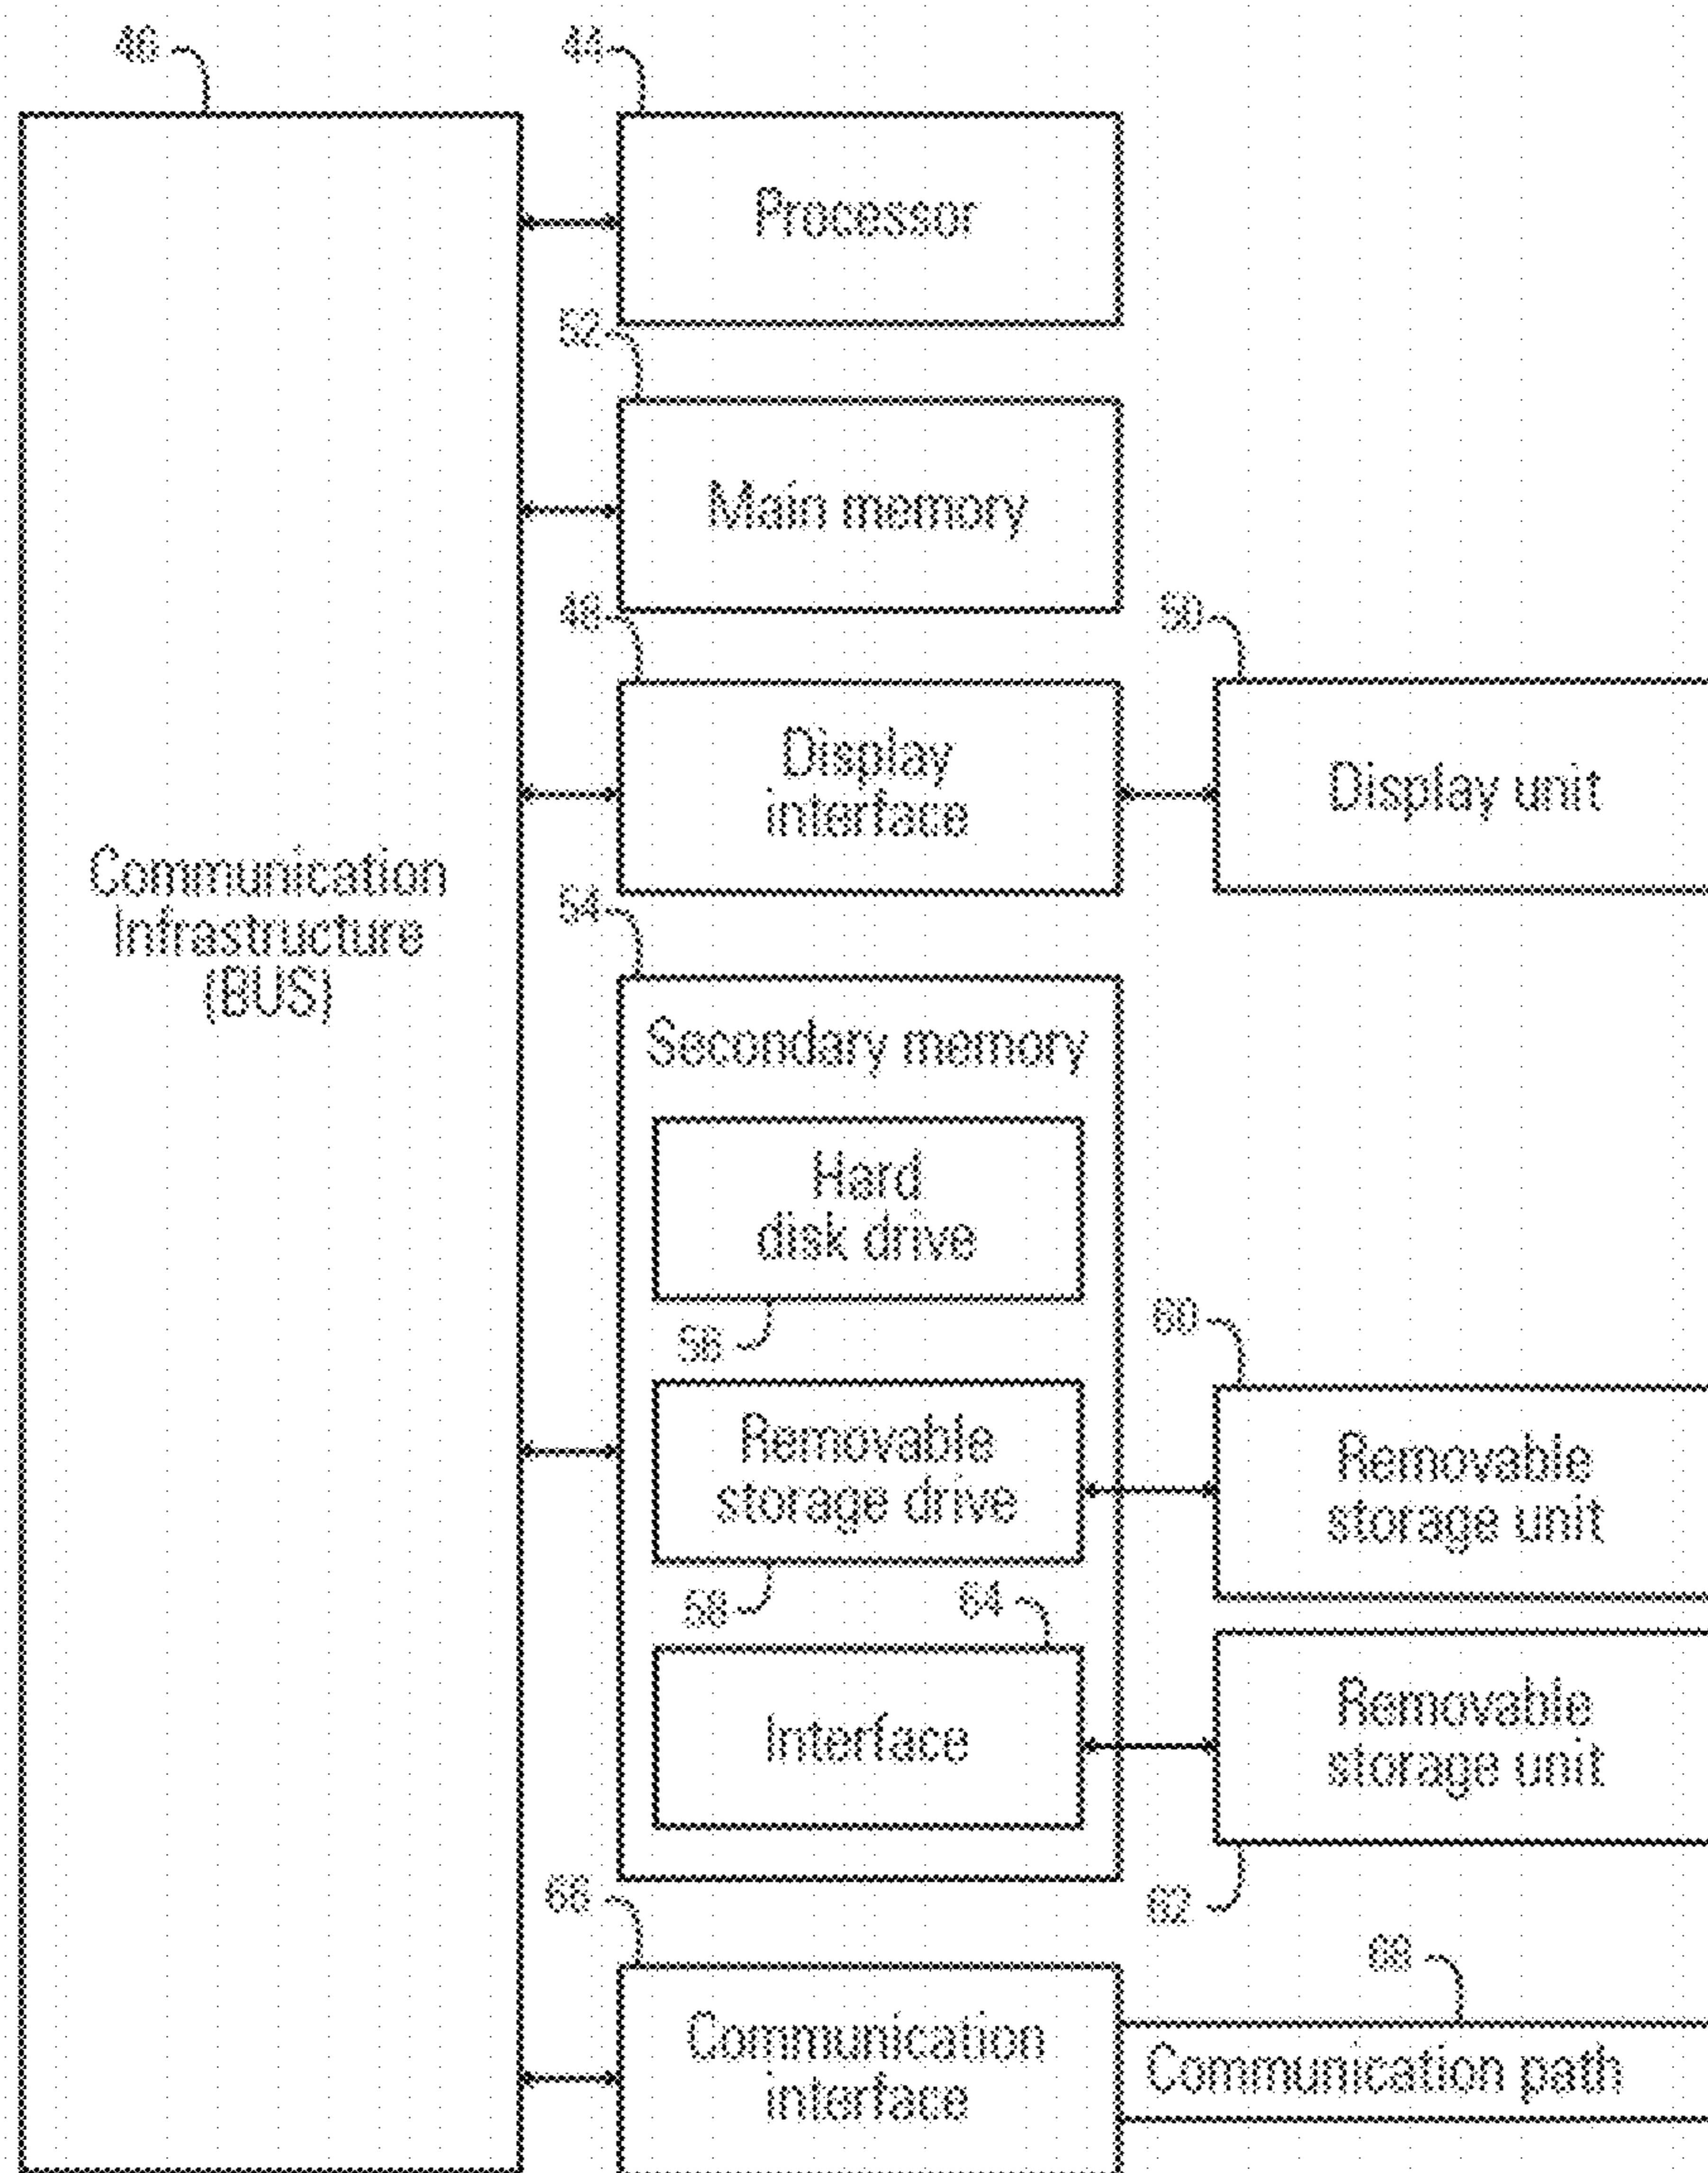 46
44
Processor
52
Main memory
48
50
Display
interface
Display unit
Communication
Infrastructure
(BUS)
54
Secondary memory
Hard
disk drive
56
60
Removable
storage drive
Removable
storage unit
58
64
Interface
Removable
storage unit
62
66
68
Communication
interface
Communication path